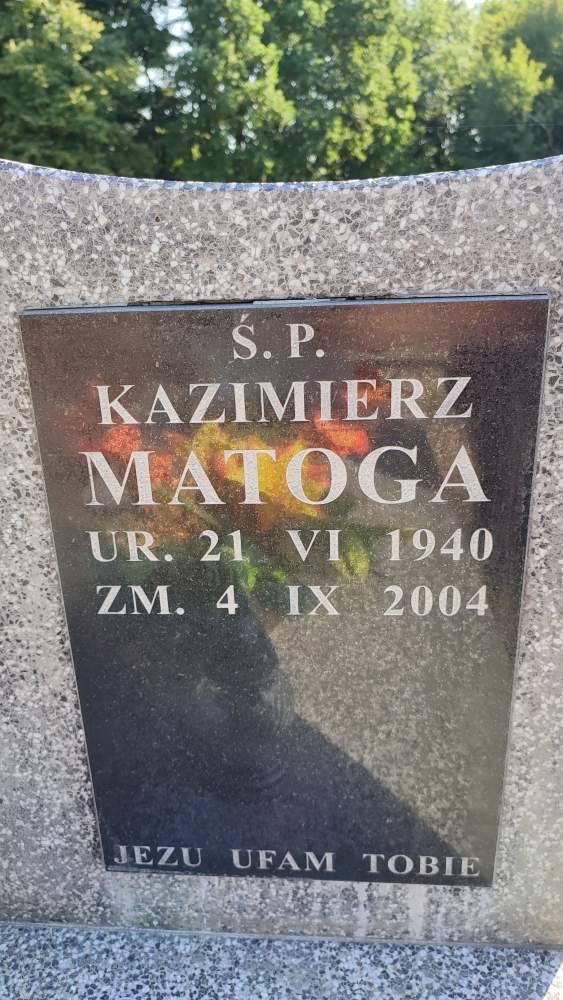 Ś. P.
KAZIMIERZ
MATOGA
UR. 21 VI 1940
ZM. 4 IX 2004
JEZU UFAM TOBIE